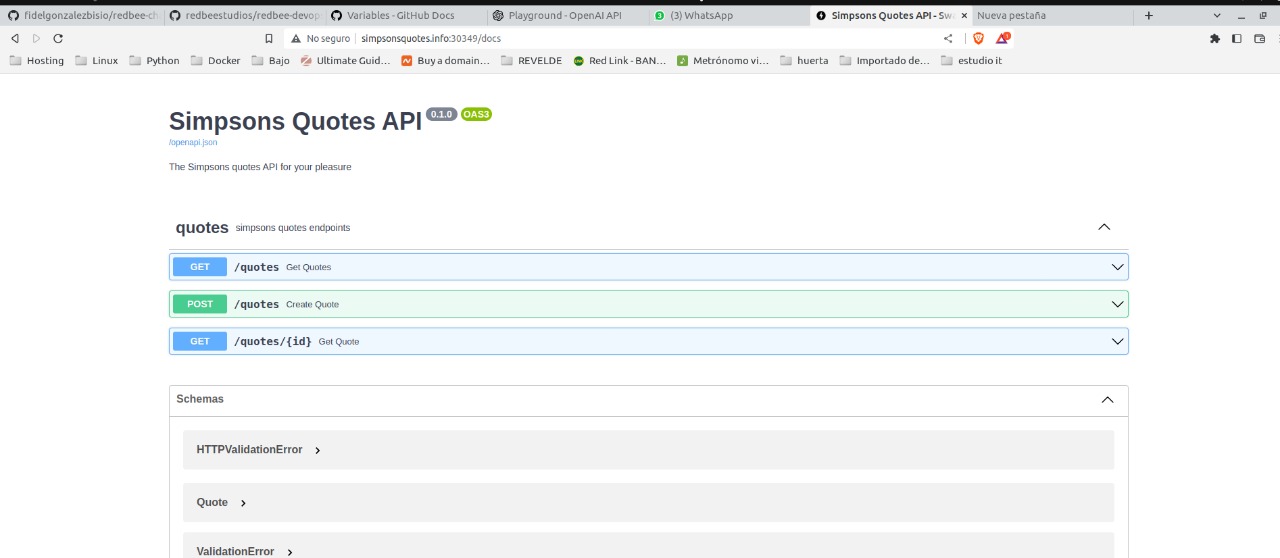 fidelgonzalezbisio/redbee-ch
redbeestudios/redbee-devop
Variables - GitHub Docs
Playground - OpenAI API
(3) WhatsApp
Simpsons Quotes API - Sw
Nueva pestaña
No seguro
simpsonsquotes.info:30349/docs
Hosting
Linux
Python
Docker
Bajo
Ultimate Guid...
Buy a domain...
REVELDE
Red Link - BAN...
Metrónomo vi...
huerta
Importado de...
estudio it
Simpsons Quotes API 0.1.0 OAS3
/openapi.json
The Simpsons quotes API for your pleasure
quotes simpsons quotes endpoints
GET /quotes Get Quotes
POST /quotes Create Quote
GET /quotes/{id} Get Quote
Schemas
HTTPValidationError
Quote
ValidationError